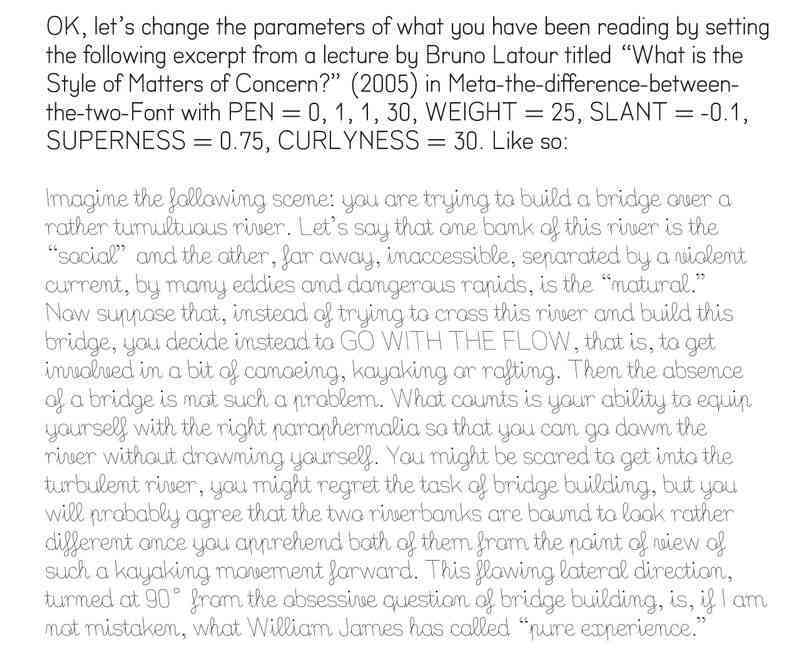 OK, let’s change the parameters of what you have been reading by setting
the following excerpt from a lecture by Bruno Latour titled “What is the
Style of Matters of Concern?” (2005) in Meta-the-difference-between-
the-two-Font with PEN = 0, 1, 1, 30, WEIGHT = 25, SLANT = -0.1,
SUPERNESS = 0.75, CURLYNESS = 30. Like so:
Imagine the following scene: you are trying to build a bridge over a
rather tumultuous river. Let’s say that one bank of this river is the
“social” and the other, far away, inaccessible, separated by a violent
current, by many eddies and dangerous rapids, is the “natural.”
Now suppose that, instead of trying to cross this river and build this
bridge, you decide instead to GO WITH THE FLOW, that is, to get
involved in a bit of canoeing, kayaking or rafting. Then the absence
of a bridge is not such a problem. What counts is your ability to equip
yourself with the right paraphernalia so that you can go down the
river without drowning yourself. You might be scared to get into the
turbulent river, you might regret the task of bridge building, but you
will probably agree that the two riverbanks are bound to look rather
different once you apprehend both of them from the point of view of
such a kayaking movement forward. This flowing lateral direction,
turned at 90° from the obsessive question of bridge building, is, if I am
not mistaken, what William James has called “pure experience.”